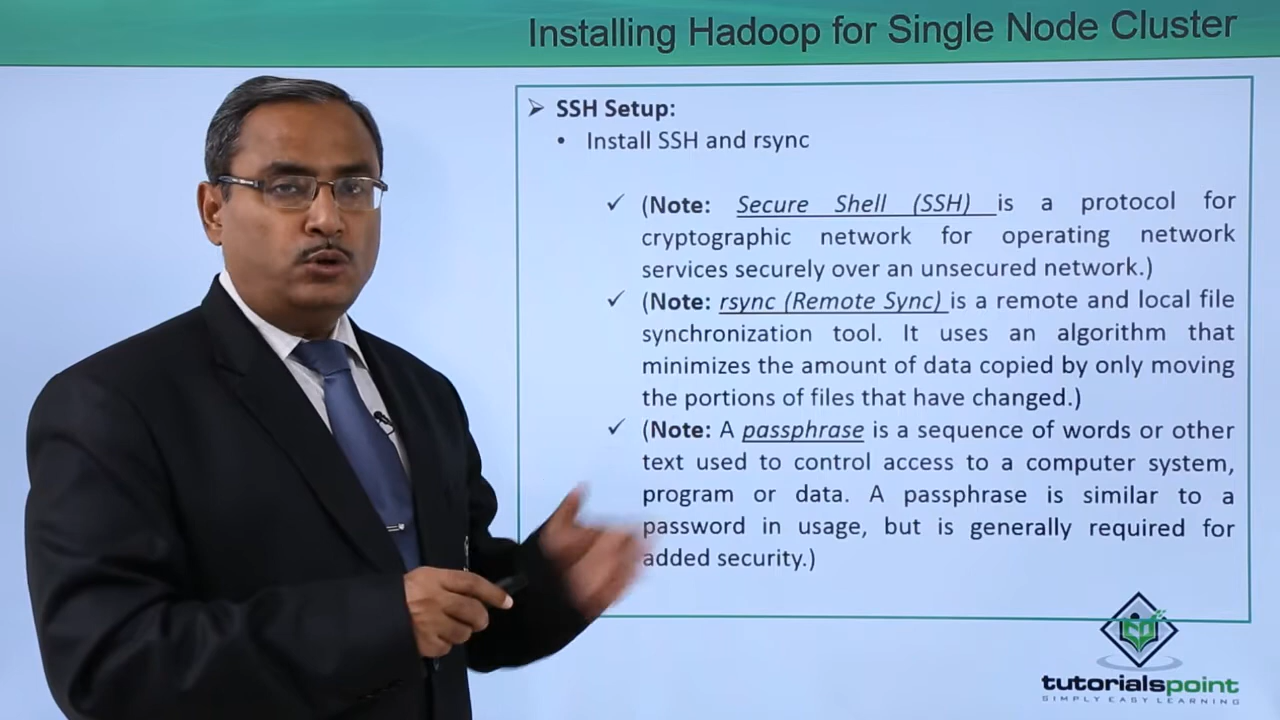 Installing Hadoop for Single Node Cluster
SSH Setup:
• Install SSH and rsync
(Note: Secure Shell (SSH) is a protocol for
cryptographic network for operating network
services securely over an unsecured network.)
(Note: rsync (Remote Sync) is a remote and local file
synchronization tool. It uses an algorithm that
minimizes the amount of data copied by only moving
the portions of files that have changed.)
(Note: A passphrase is a sequence of words or other
text used to control access to a computer system,
program or data. A passphrase is similar to a
password in usage, but is generally required for
added security.)
tutorialspoint
SIMPLY EASY LEARNING